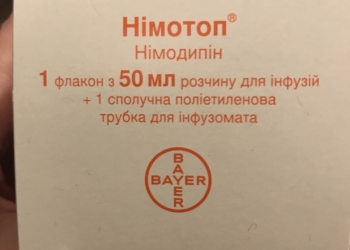 Німотоп®
Німодипін
1 флакон з 50 мл розчину для інфузій
+ 1 сполучна поліетиленова
трубка для інфузомата
BAYER
BAYER